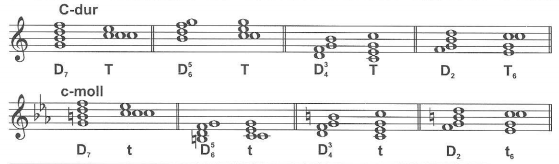 C-dur
D7 T D65 T D43 T D2 T6
c-moll
D7 t D65 t D43 t D2 t6